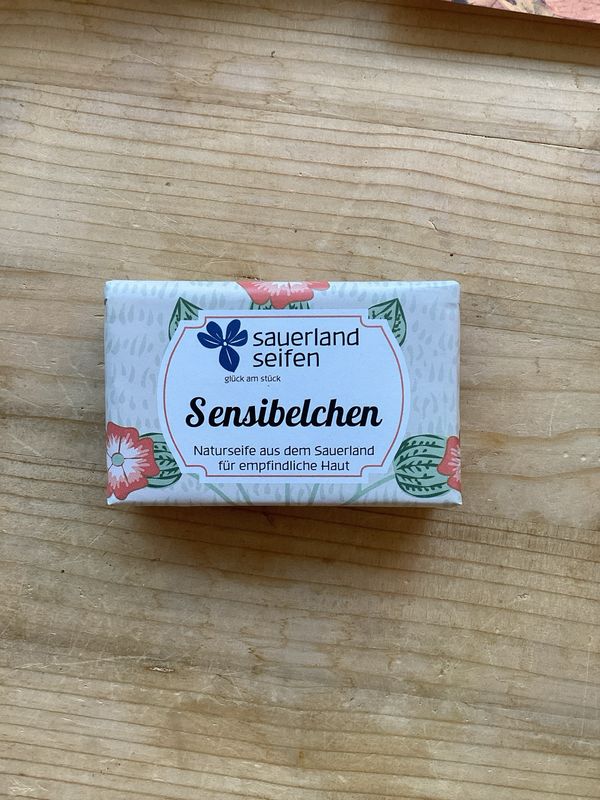 sauerland
seifen
glück am stück
Sensibelchen
Naturseife aus dem Sauerland
für empfindliche Haut